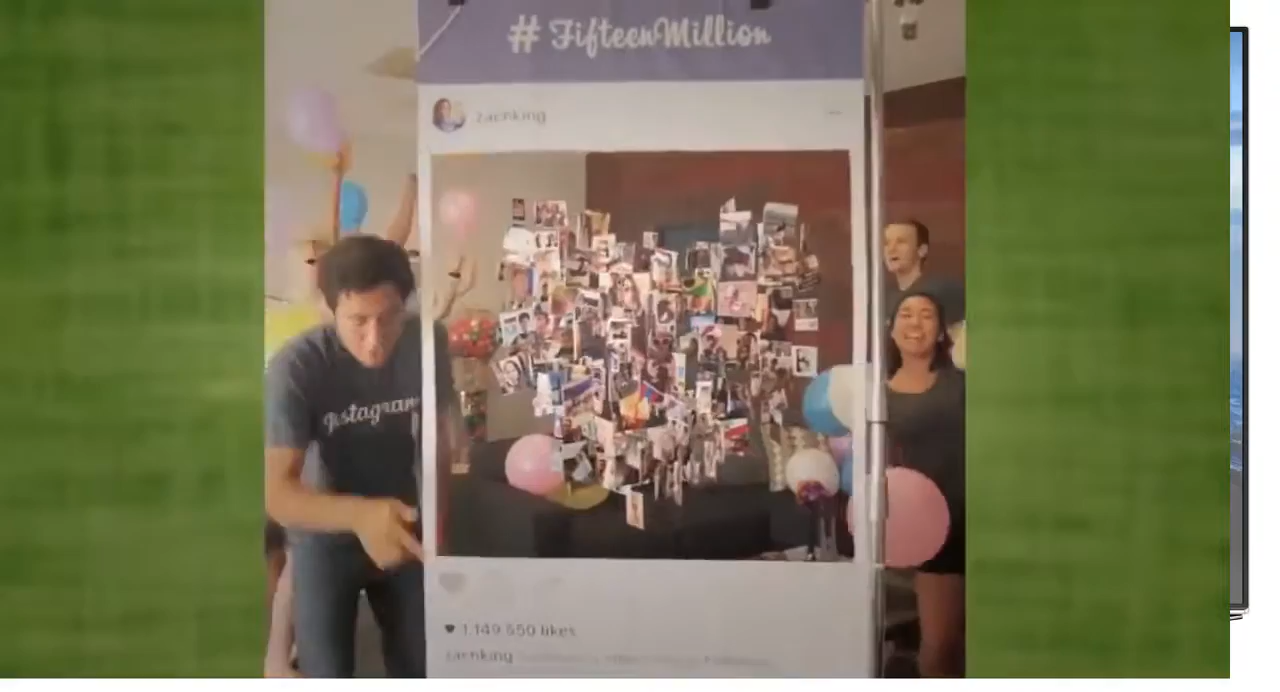 # FifteenMillion
zachking
Instagram
♥ 1,149,550 likes
zachking